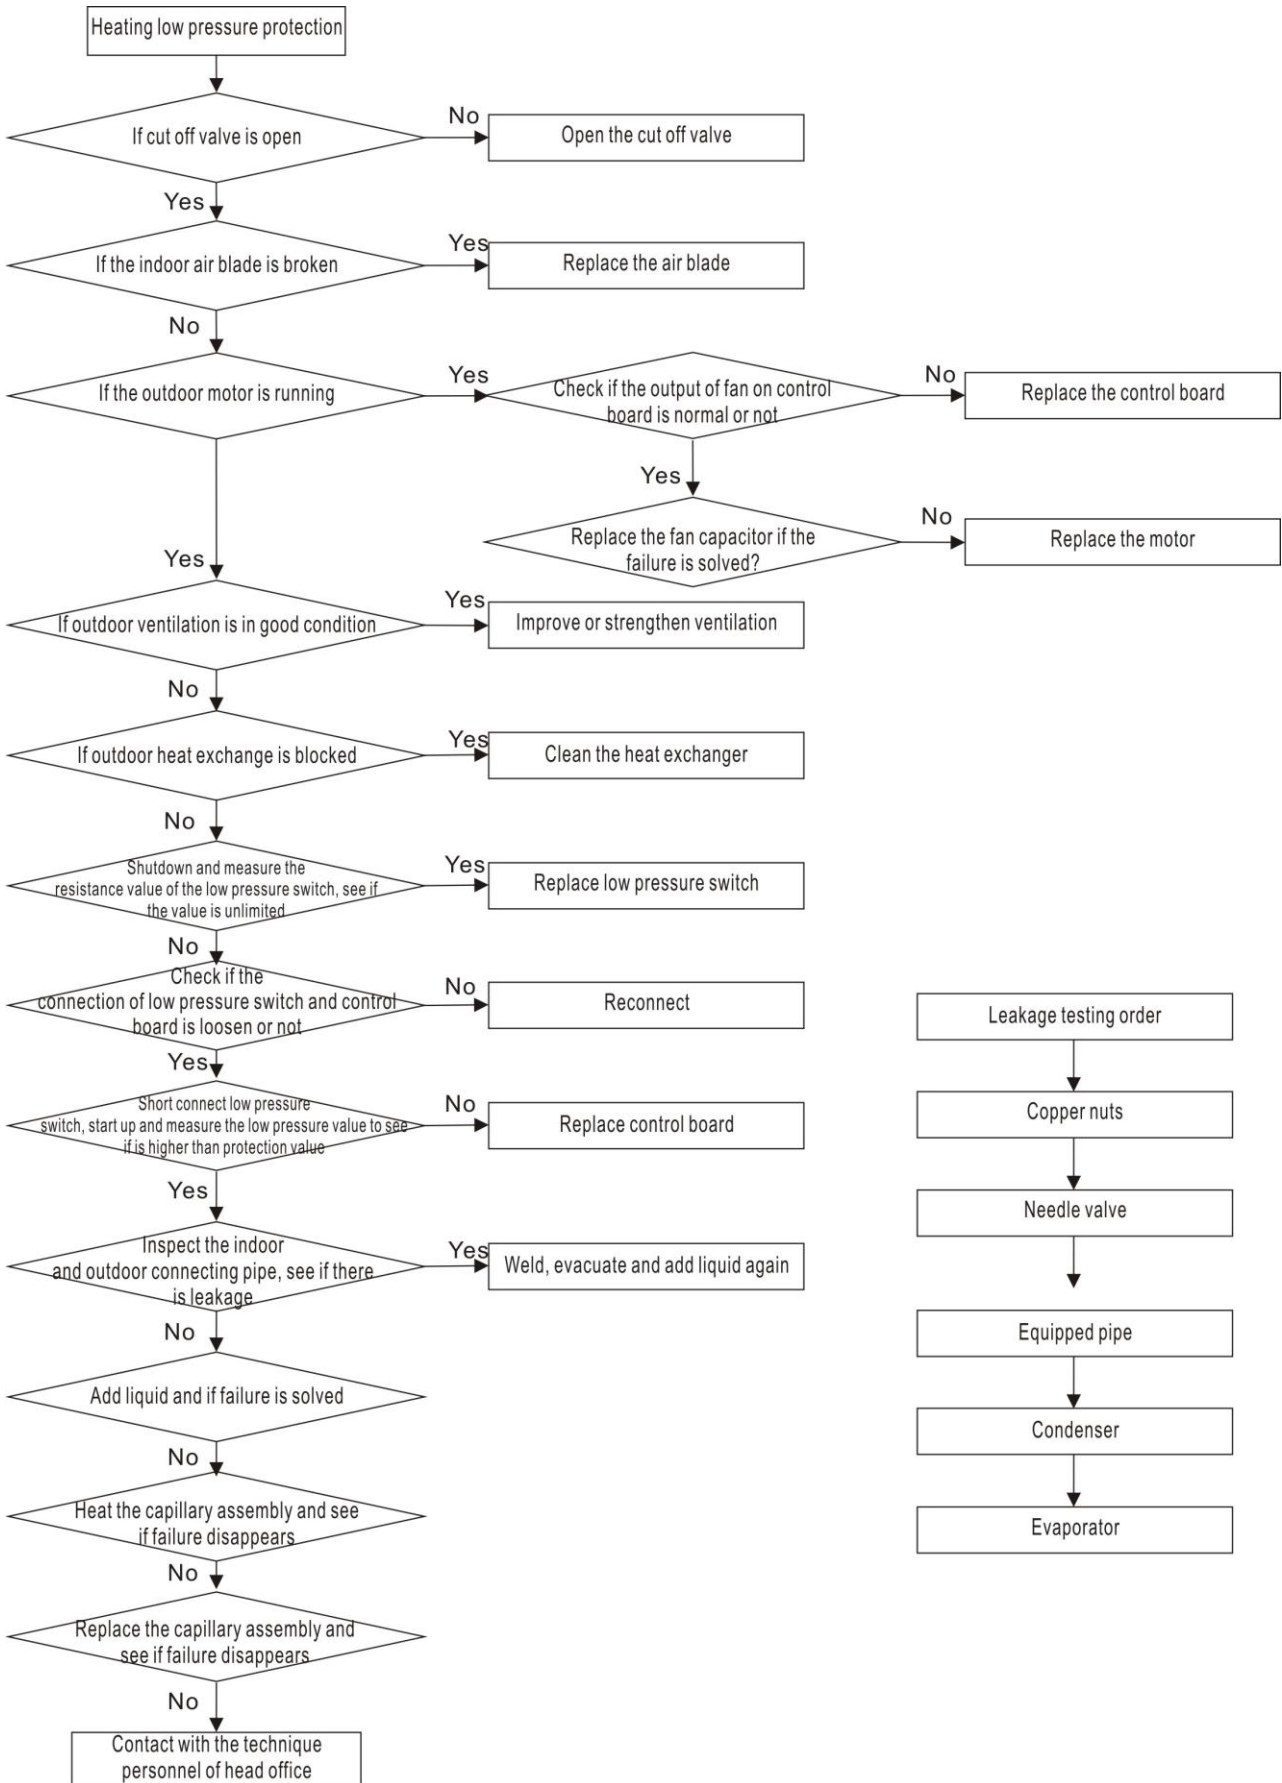 Heating low pressure protection
If cut off valve is open
No
Open the cut off valve
Yes
If the indoor air blade is broken
Yes
Replace the air blade
No
If the outdoor motor is running
Yes
Check if the output of fan on control
board is normal or not
No
Replace the control board
Yes
Replace the fan capacitor if the
failure is solved?
No
Replace the motor
Yes
If outdoor ventilation is in good condition
Yes
Improve or strengthen ventilation
No
If outdoor heat exchange is blocked
Yes
Clean the heat exchanger
No
Shutdown and measure the
resistance value of the low pressure switch, see if
the value is unlimited
Yes
Replace low pressure switch
No
Check if the
connection of low pressure switch and control
board is loosen or not
No
Reconnect
Yes
Short connect low pressure
switch, start up and measure the low pressure value to see
if is higher than protection value
No
Replace control board
Yes
Inspect the indoor
and outdoor connecting pipe, see if there
is leakage
Yes
Weld, evacuate and add liquid again
No
Add liquid and if failure is solved
No
Heat the capillary assembly and see
if failure disappears
No
Replace the capillary assembly and
see if failure disappears
No
Contact with the technique
personnel of head office
Leakage testing order
Copper nuts
Needle valve
Equipped pipe
Condenser
Evaporator